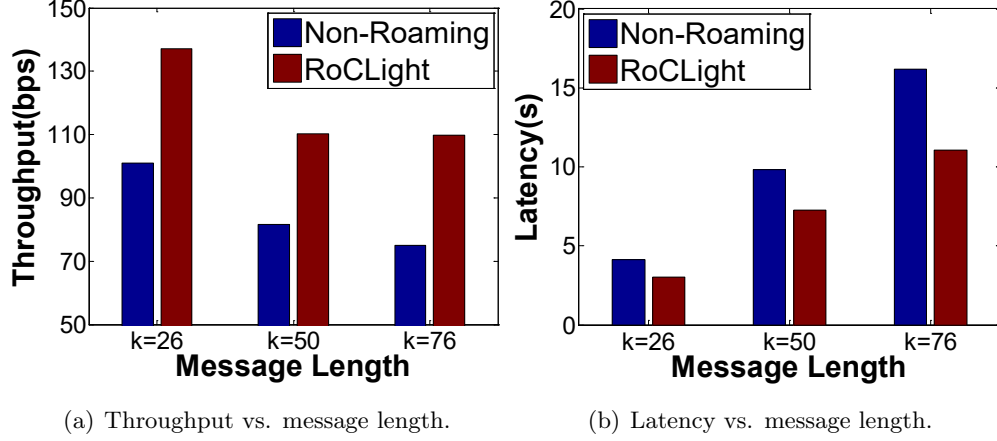 150
130
110
90
70
50
Throughput(bps)
Non-Roaming
RoCLight
k=26
k=50
k=76
Message Length
(a) Throughput vs. message length.
20
15
10
5
0
Latency(s)
Non-Roaming
RoCLight
k=26
k=50
k=76
Message Length
(b) Latency vs. message length.